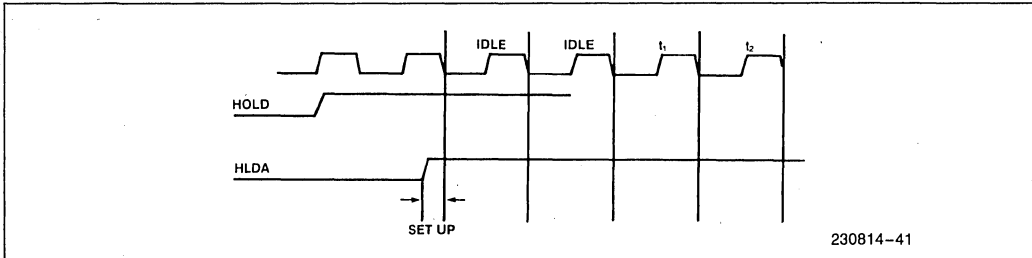 IDLE IDLE t₁ t₂
HOLD
HLDA
SET UP
230814-41